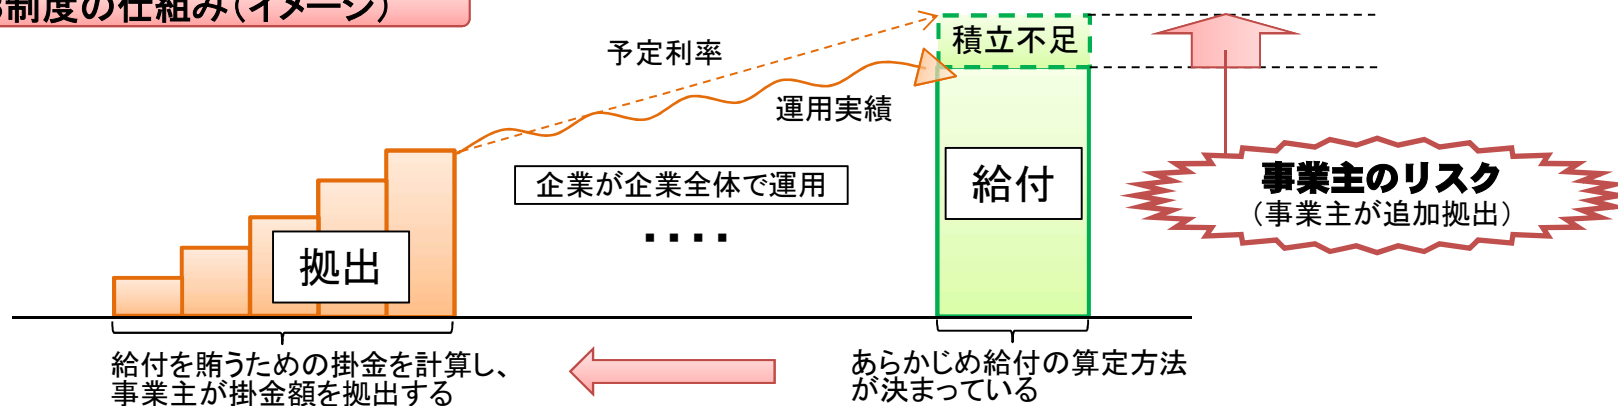 制度の仕組み(イメージ)
予定利率
積立不足
運用実績
企業が企業全体で運用
・・・・
給付
拠出
事業主のリスク
(事業主が追加拠出)
給付を賄うための掛金を計算し、
事業主が掛金額を拠出する
あらかじめ給付の算定方法
が決まっている